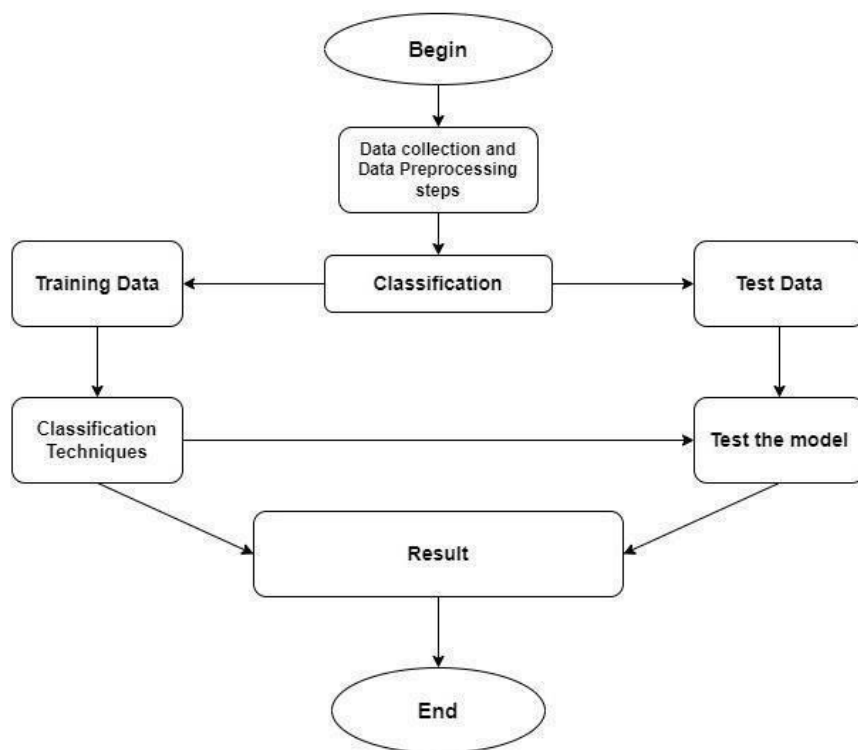 Begin
Data collection and
Data Preprocessing
steps
Training Data
Classification
Test Data
Classification
Techniques
Test the model
Result
End